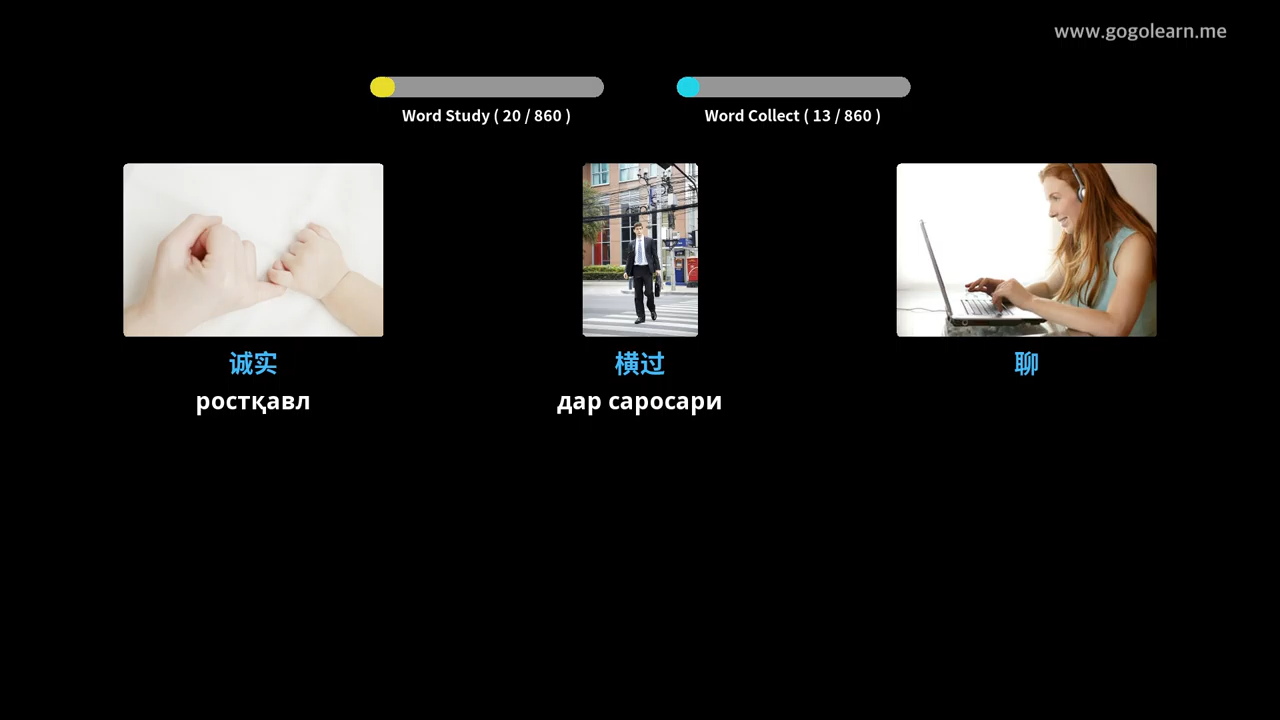 www.gogolearn.me
Word Study ( 20 / 860 )
Word Collect ( 13 / 860 )
诚实
横过
聊
ростқавл
дар саросари